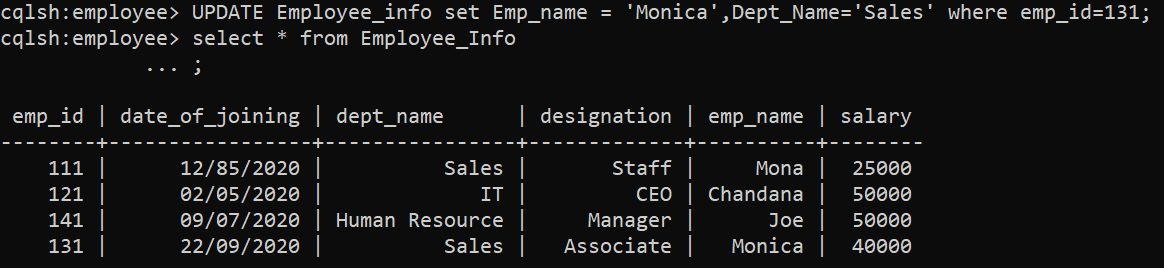 cqlsh:employee> UPDATE Employee_info set Emp_name = 'Monica',Dept_Name='Sales' where emp_id=131;
cqlsh:employee> select * from Employee_Info
            ... ;

 emp_id | date_of_joining | dept_name      | designation | emp_name | salary
--------+-----------------+----------------+-------------+----------+--------
    111 |      12/85/2020 |          Sales |       Staff |     Mona |  25000
    121 |      02/05/2020 |             IT |         CEO | Chandana |  50000
    141 |      09/07/2020 | Human Resource |     Manager |      Joe |  50000
    131 |      22/09/2020 |          Sales |   Associate |   Monica |  40000